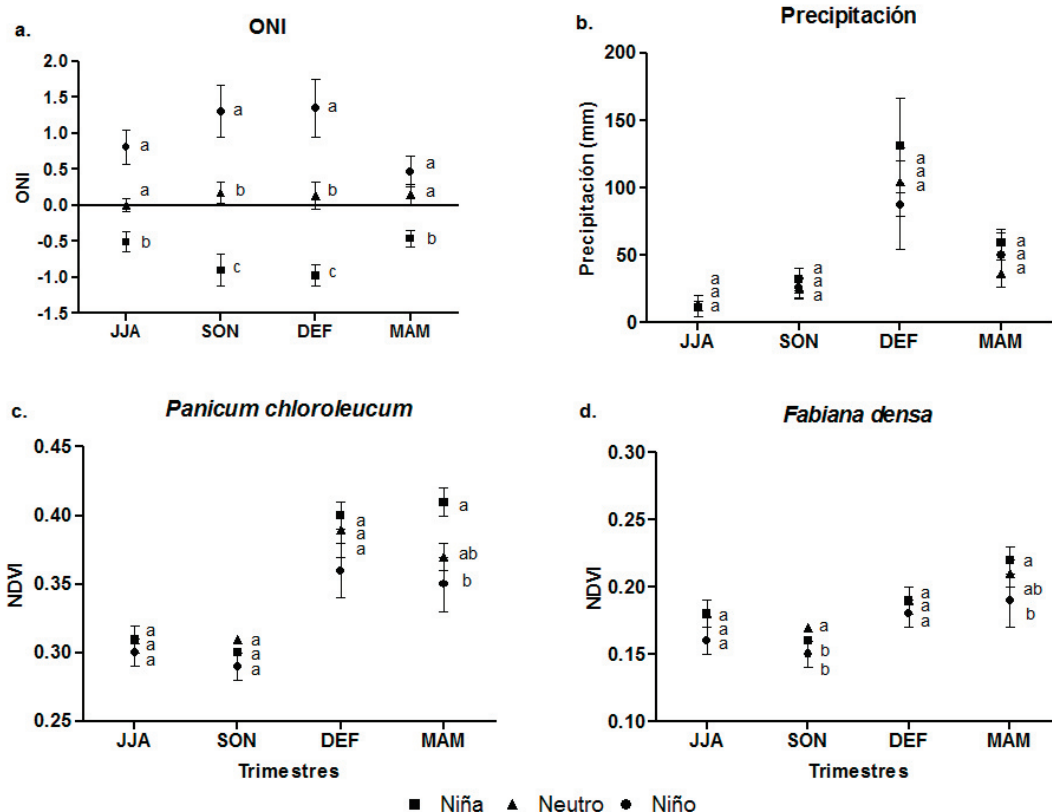 a.
ONI
2.0
1.5
1.0
0.5
0.0
-0.5
-1.0
-1.5
ONI
a
a
b
a
b
c
a
b
c
a
a
b
JJA
SON
DEF
MAM
b.
Precipitación
200
150
100
50
0
Precipitación (mm)
a
a
a
a
a
a
a
a
a
a
a
a
JJA
SON
DEF
MAM
c.
Panicum chloroleucum
0.45
0.40
0.35
0.30
0.25
NDVI
a
a
a
a
a
a
a
a
a
a
ab
b
JJA
SON
DEF
MAM
Trimestres
d.
Fabiana densa
0.30
0.25
0.20
0.15
0.10
NDVI
a
a
a
a
b
b
a
a
a
a
ab
b
JJA
SON
DEF
MAM
Trimestres
Niña Neutro Niño